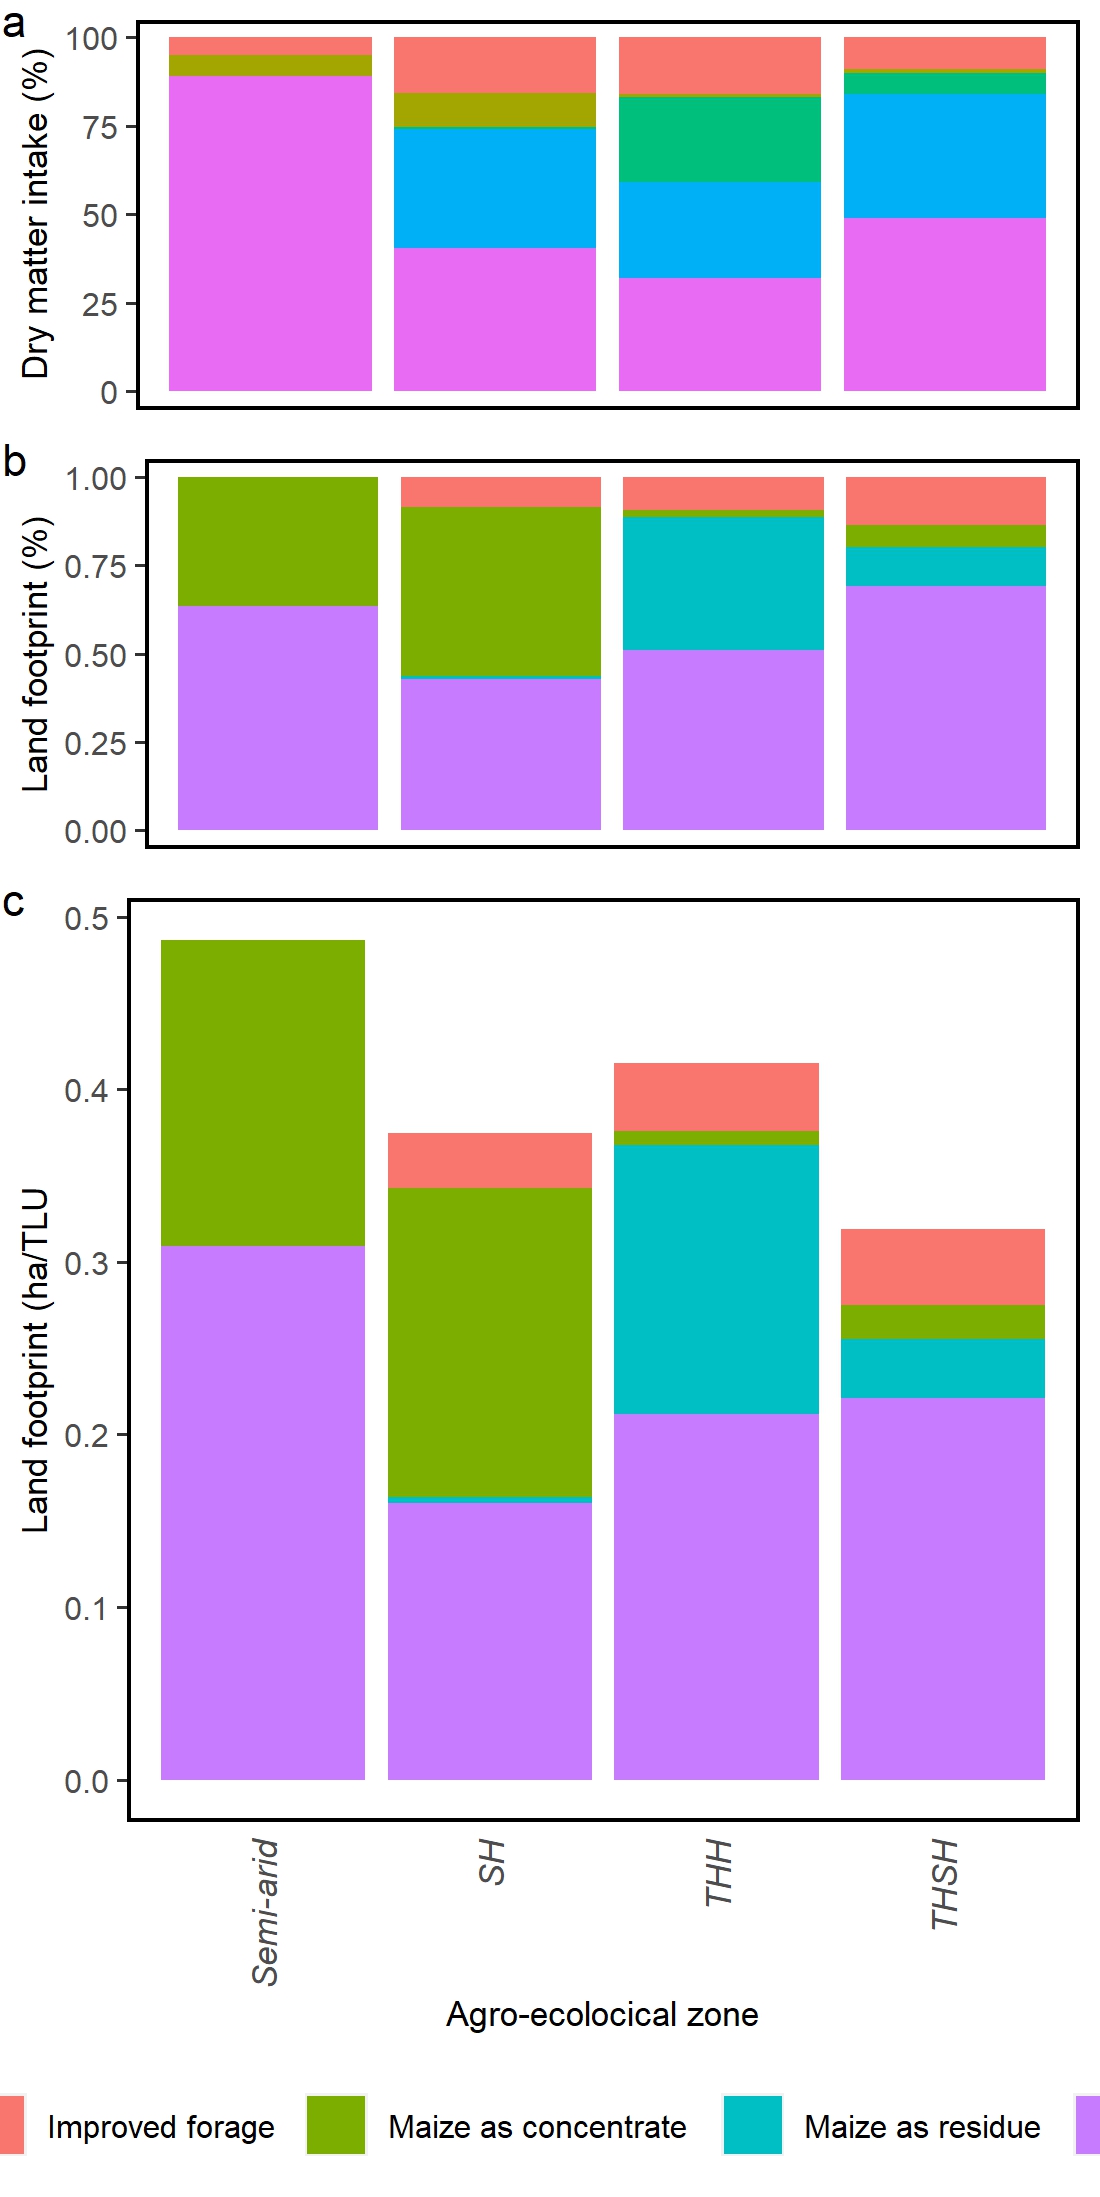 a
Dry matter intake (%)
100
75
50
25
0
b
Land footprint (%)
1.00
0.75
0.50
0.25
0.00
c
Land footprint (ha/TLU
0.5
0.4
0.3
0.2
0.1
0.0
Semi-arid
SH
THH
THSH
Agro-ecolocical zone
Improved forage
Maize as concentrate
Maize as residue